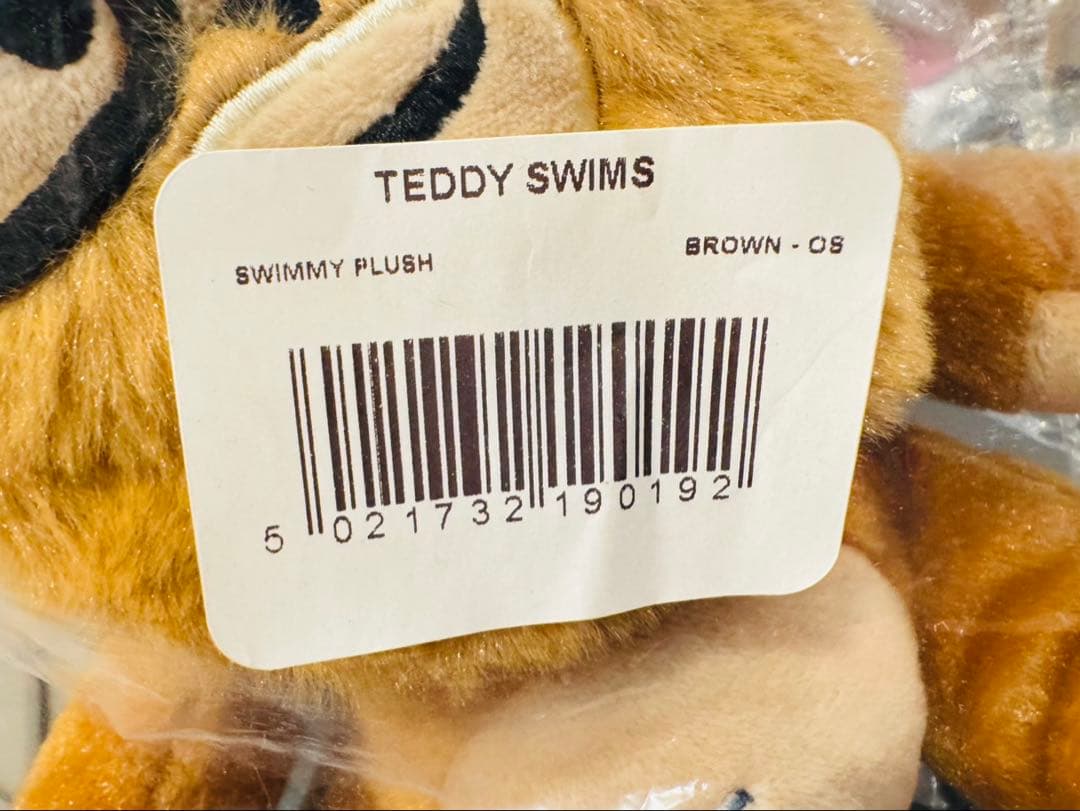 TEDDY SWIMS
SWIMMY PLUSH BROWN - OS
5 021732 190192